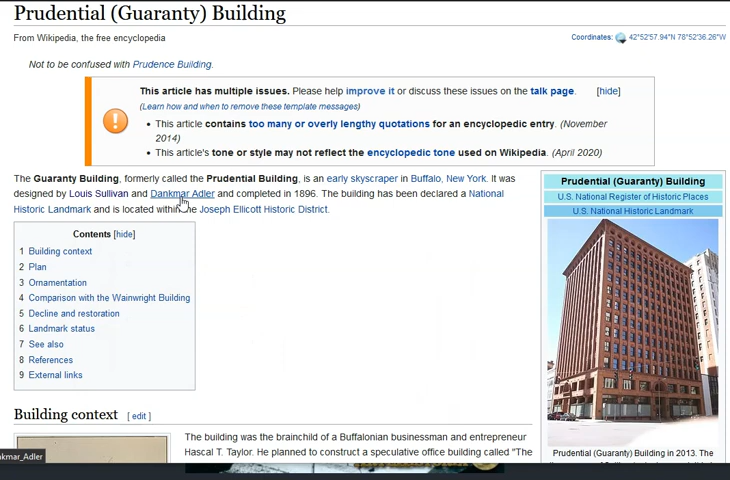 Prudential (Guaranty) Building
From Wikipedia, the free encyclopedia
Coordinates: 42°52′57.94″N 78°52′36.26″W
Not to be confused with Prudence Building.
This article has multiple issues. Please help improve it or discuss these issues on the talk page. [hide]
(Learn how and when to remove these template messages)
• This article contains too many or overly lengthy quotations for an encyclopedic entry. (November
2014)
• This article's tone or style may not reflect the encyclopedic tone used on Wikipedia. (April 2020)
The Guaranty Building, formerly called the Prudential Building, is an early skyscraper in Buffalo, New York. It was
designed by Louis Sullivan and Dankmar Adler and completed in 1896. The building has been declared a National
Historic Landmark and is located within the Joseph Ellicott Historic District.
Prudential (Guaranty) Building
U.S. National Register of Historic Places
U.S. National Historic Landmark
Contents [hide]
1 Building context
2 Plan
3 Ornamentation
4 Comparison with the Wainwright Building
5 Decline and restoration
6 Landmark status
7 See also
8 References
9 External links
Building context [ edit ]
The building was the brainchild of a Buffalonian businessman and entrepreneur
Hascal T. Taylor. He planned to construct a speculative office building called "The
Prudential (Guaranty) Building in 2013. The
nkmar_Adler